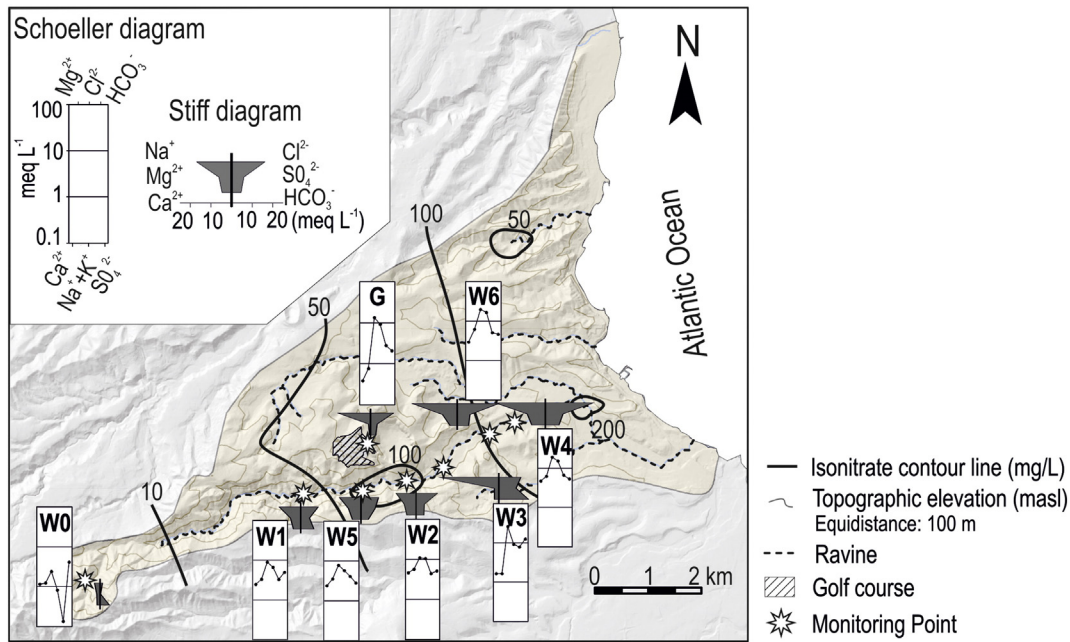 Schoeller diagram
Mg²⁺
Cl²⁻
HCO₃⁻
100
10
1
0.1
meq L⁻¹
Ca²⁺
Na⁺+K⁺
SO₄²⁻
Stiff diagram
Na⁺
Cl²⁻
Mg²⁺
SO₄²⁻
Ca²⁺
HCO₃⁻
20 10 10 20 (meq L⁻¹)
N
Atlantic Ocean
100
50
50
G
W6
200
100
W4
10
W0
W1
W5
W2
W3
0 1 2 km
Isonitrate contour line (mg/L)
Topographic elevation (masl)
Equidistance: 100 m
Ravine
Golf course
Monitoring Point